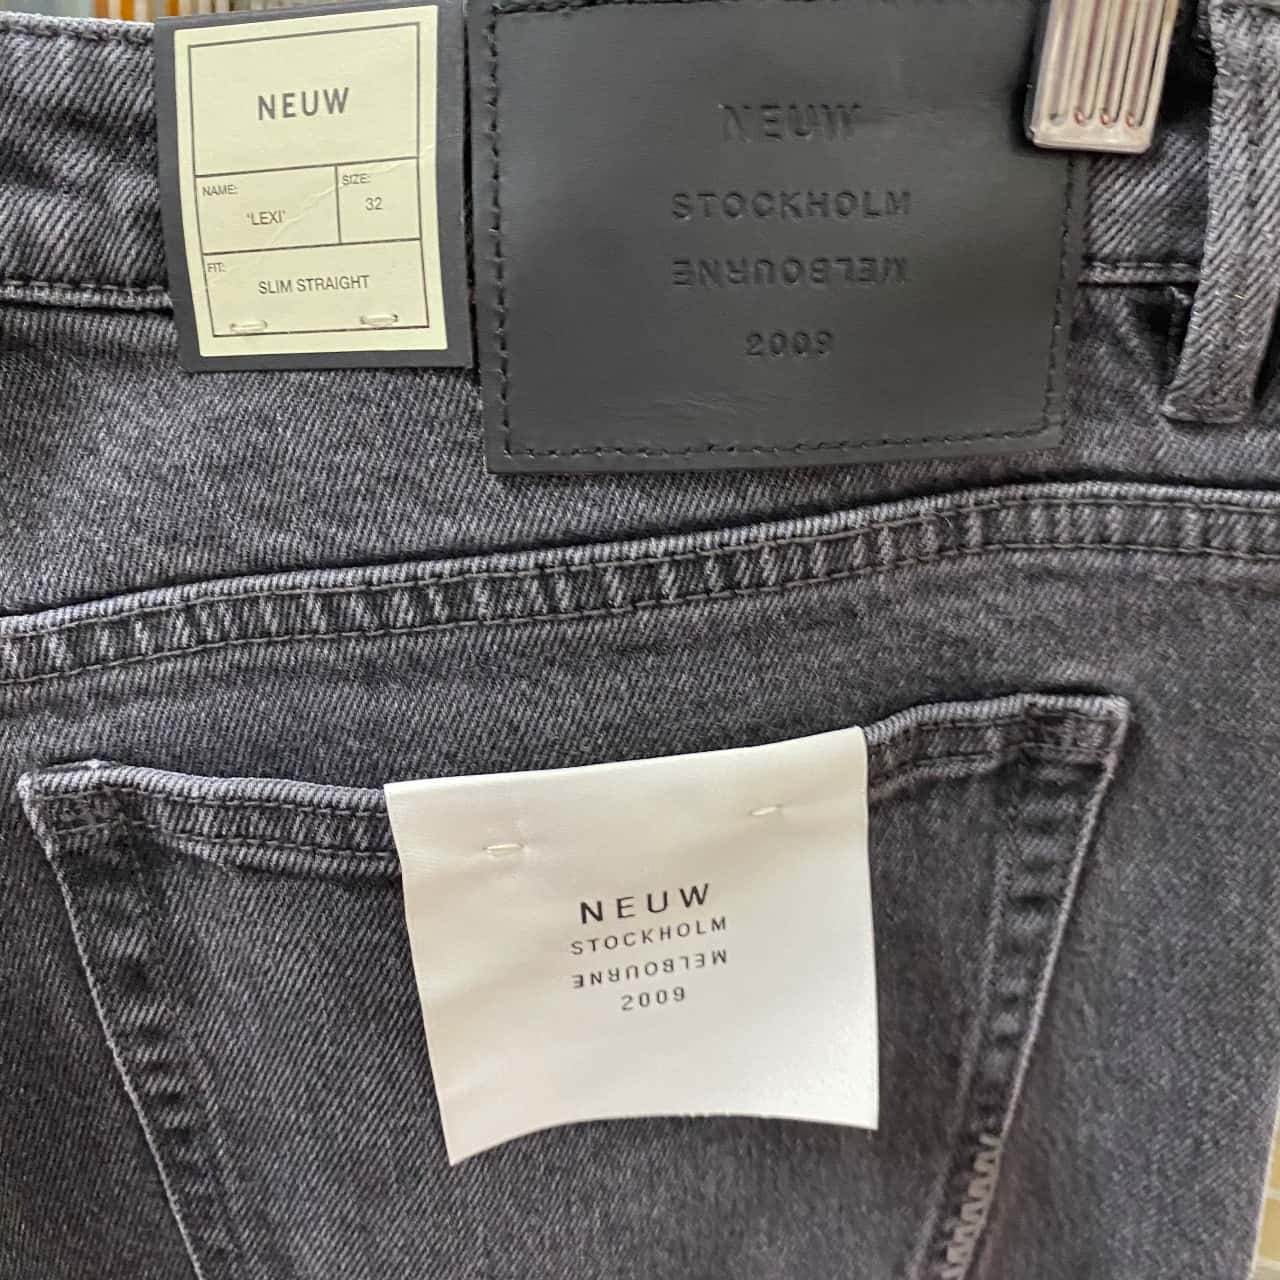 NEUW
NAME:
'LEXI'
SIZE:
32
FIT:
SLIM STRAIGHT
NEUW
STOCKHOLM
MELBOURNE
2009
NEUW
STOCKHOLM
MELBOURNE
2009